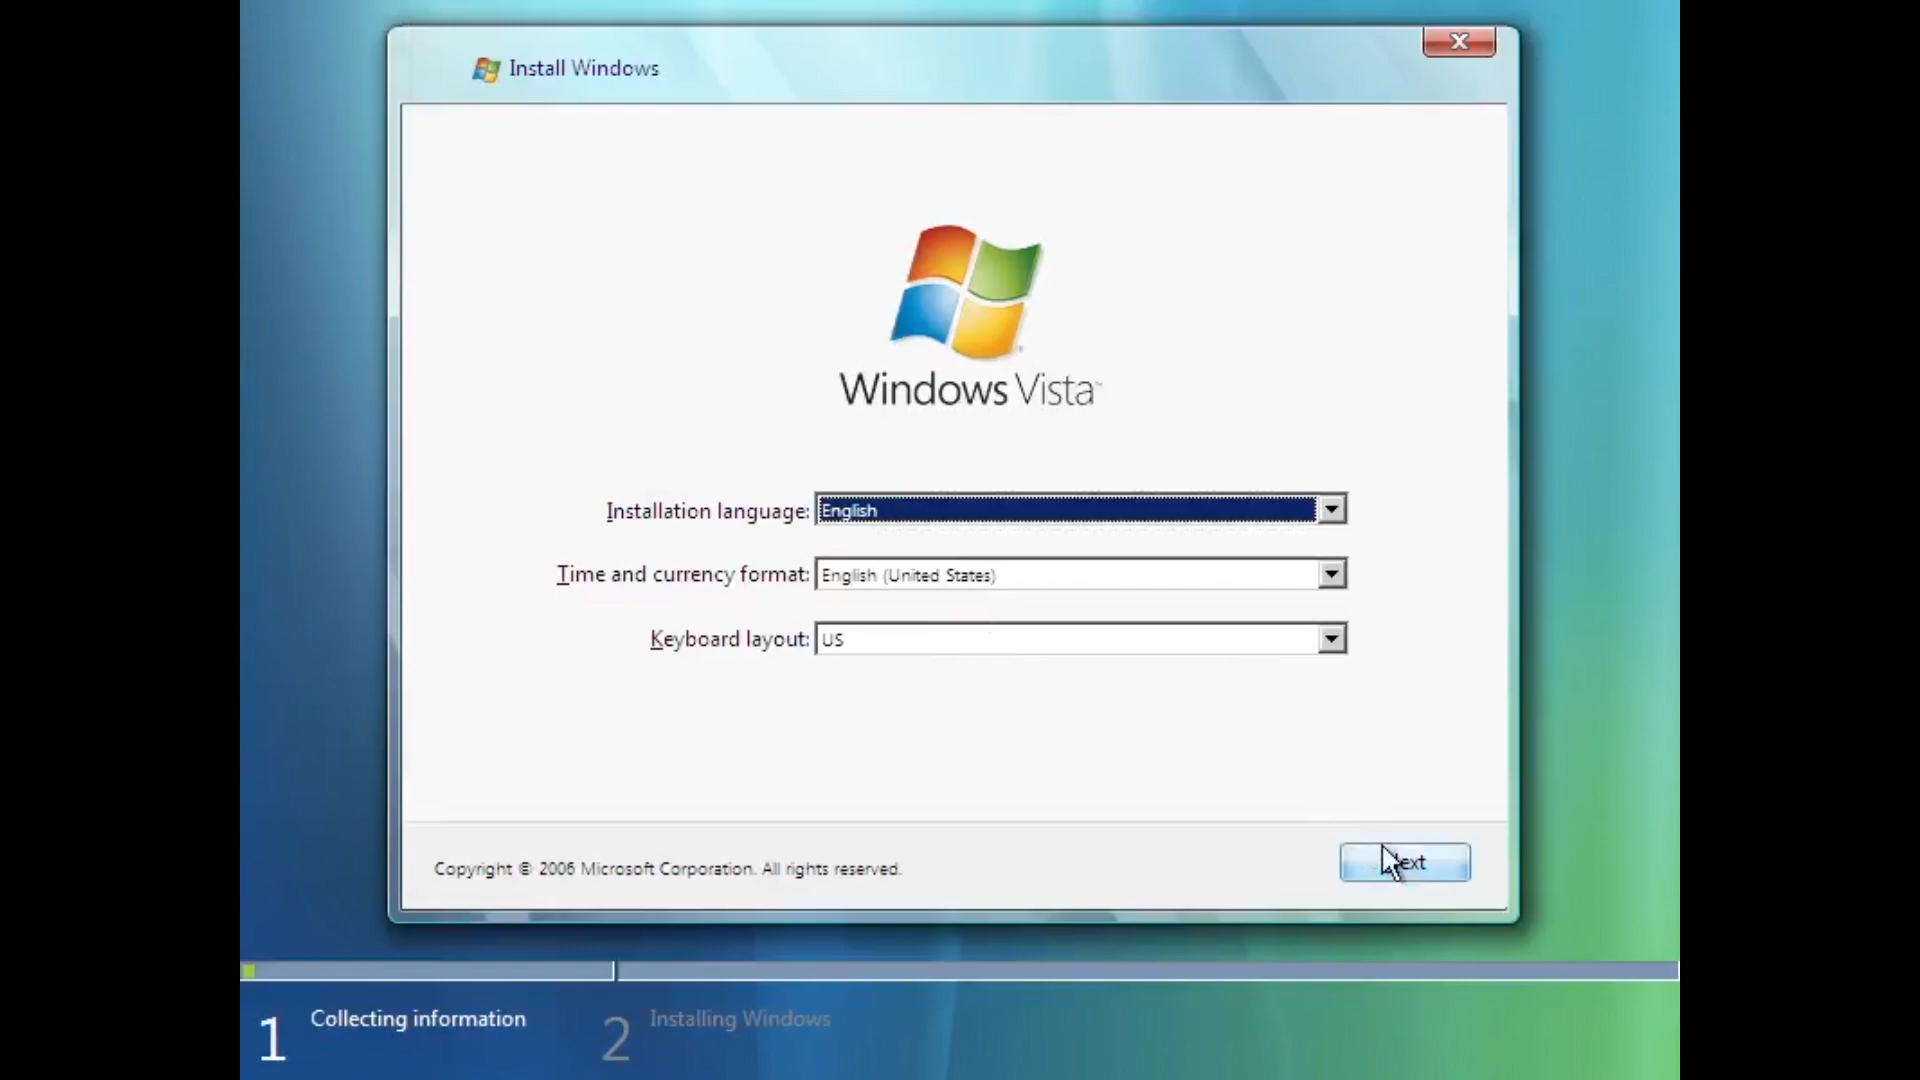 Install Windows
Windows Vista™
Installation language: English
Time and currency format: English (United States)
Keyboard layout: US
Copyright © 2006 Microsoft Corporation. All rights reserved.
1 Collecting information
2 Installing Windows